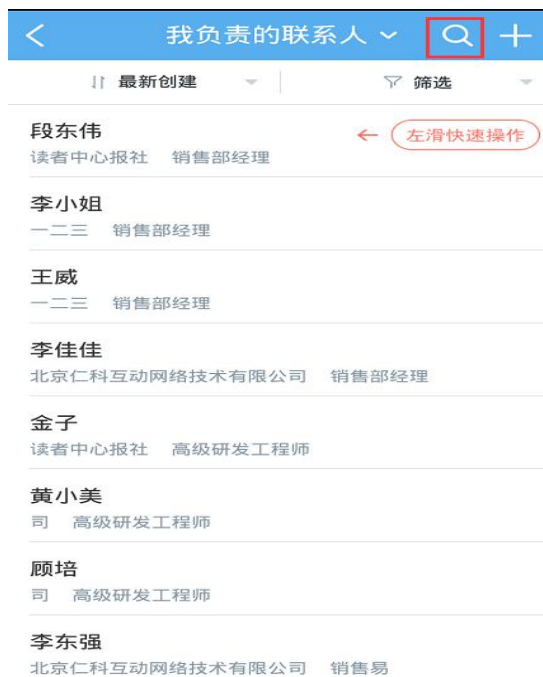 我负责的联系人
最新创建 筛选
段东伟
左滑快速操作
读者中心报社 销售部经理
李小姐
一二三 销售部经理
王威
一二三 销售部经理
李佳佳
北京仁科互动网络技术有限公司 销售部经理
金子
读者中心报社 高级研发工程师
黄小美
司 高级研发工程师
顾培
司 高级研发工程师
李东强
北京仁科互动网络技术有限公司 销售易